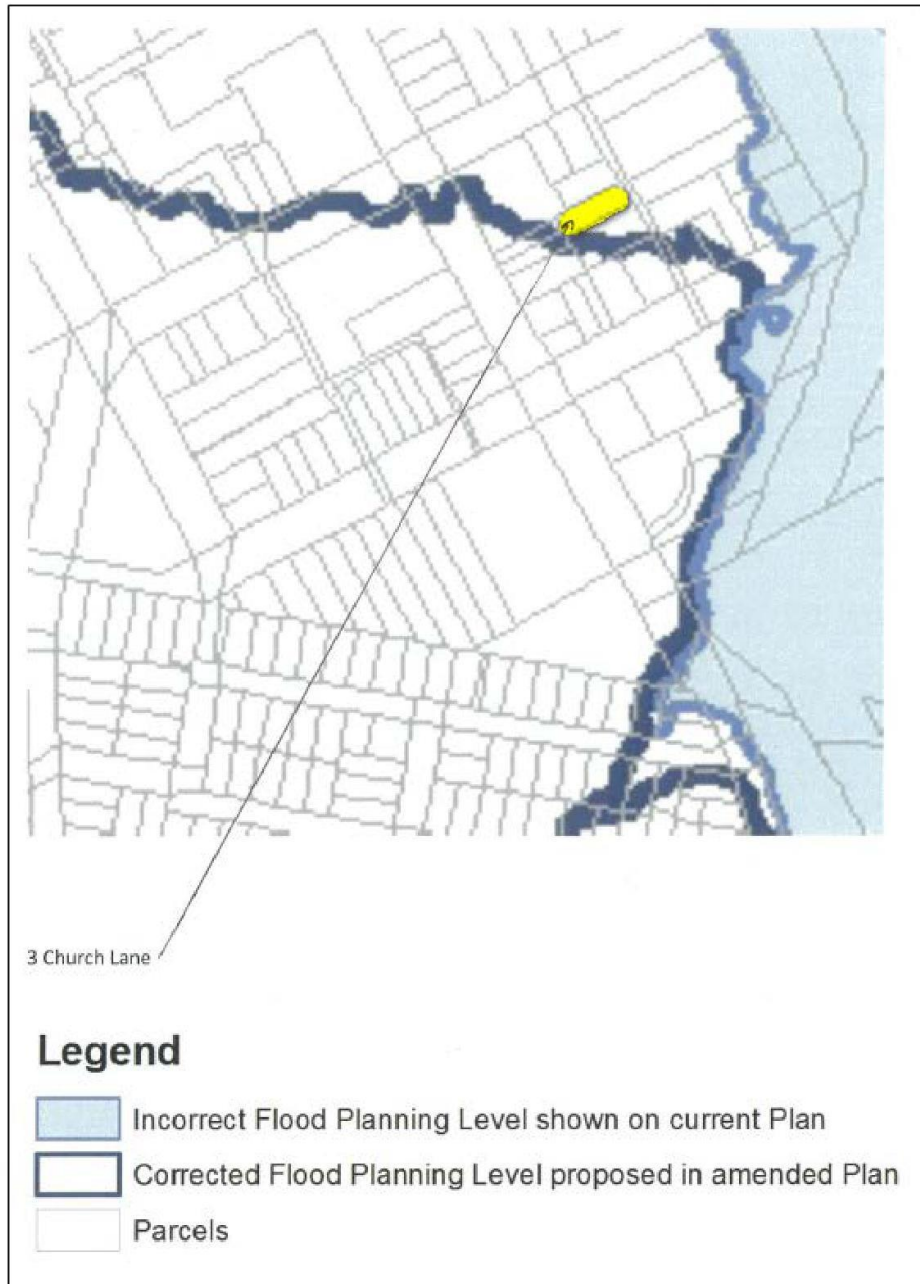 3 Church Lane
Legend
Incorrect Flood Planning Level shown on current Plan
Corrected Flood Planning Level proposed in amended Plan
Parcels